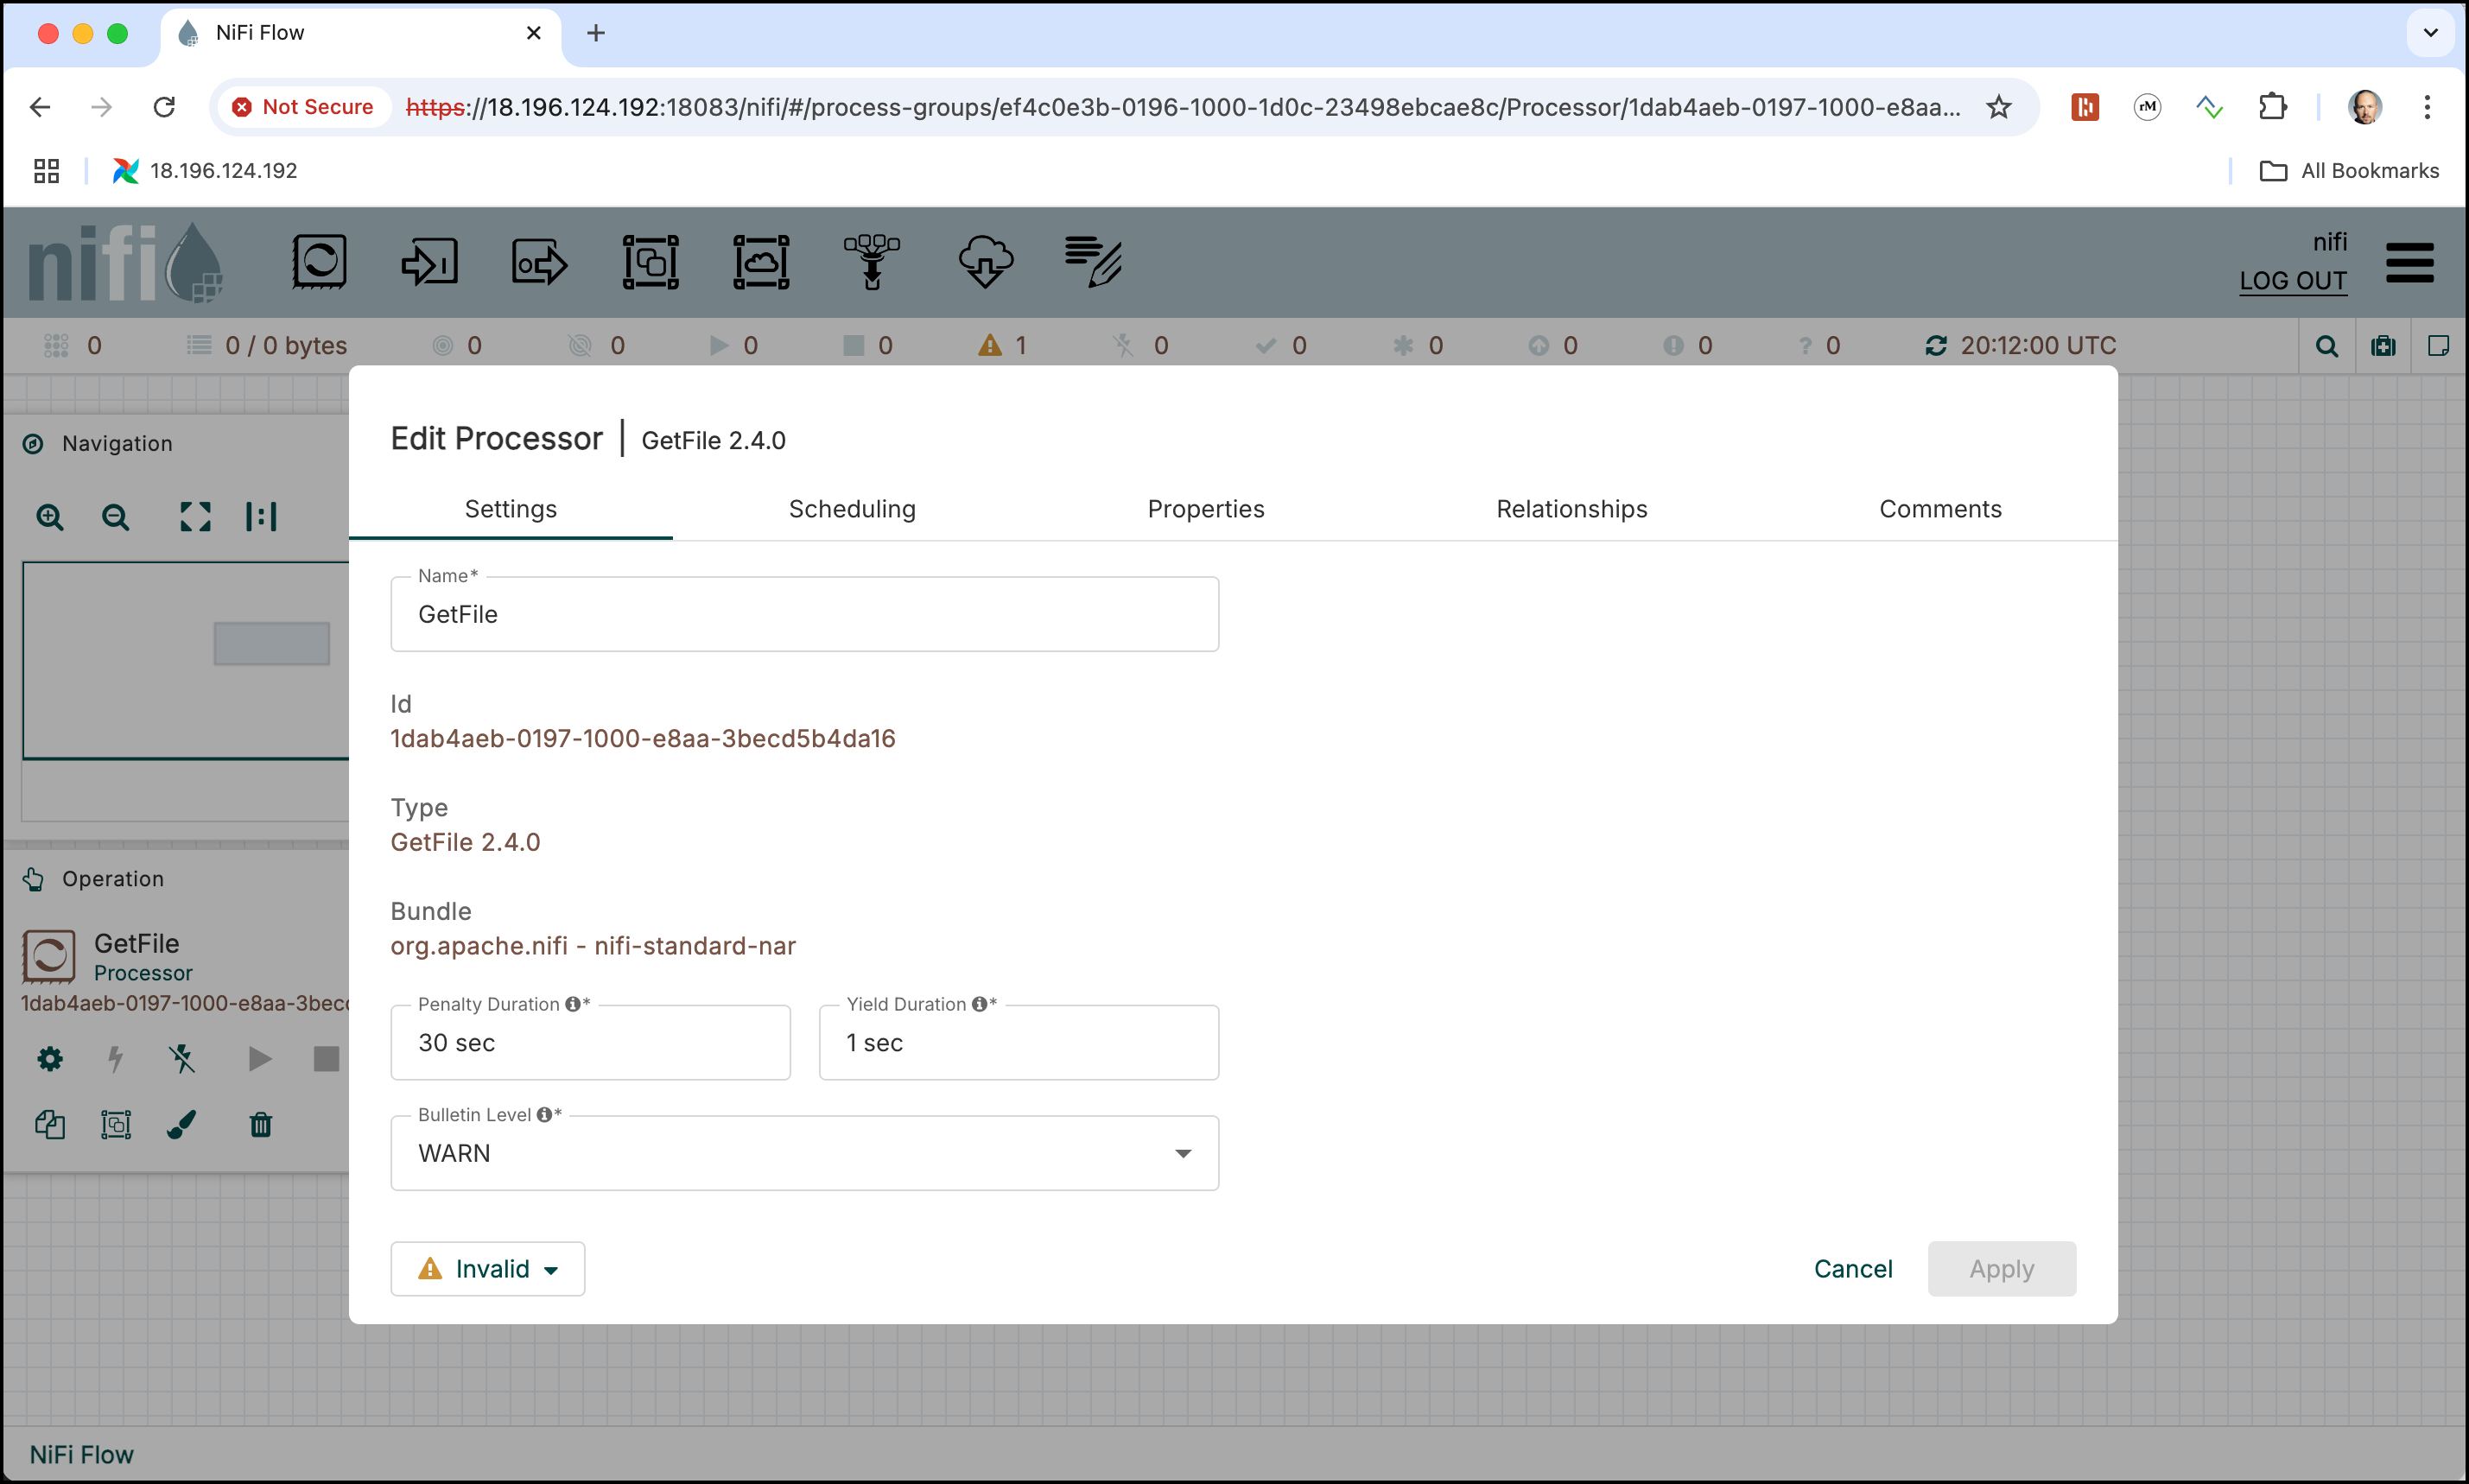 NiFi Flow
Not Secure https://18.196.124.192:18083/nifi/#/process-groups/ef4c0e3b-0196-1000-1d0c-23498ebcae8c/Processor/1dab4aeb-0197-1000-e8aa... rM
18.196.124.192 All Bookmarks
nifi nifi
LOG OUT
0 0 / 0 bytes 0 0 0 0 1 0 0 0 0 0 ? 0 20:12:00 UTC
Navigation
Edit Processor | GetFile 2.4.0
Settings Scheduling Properties Relationships Comments
Name*
GetFile
Id
1dab4aeb-0197-1000-e8aa-3becd5b4da16
Type
GetFile 2.4.0
Bundle
org.apache.nifi - nifi-standard-nar
Penalty Duration * Yield Duration *
30 sec 1 sec
Bulletin Level *
WARN
Invalid Cancel Apply
Operation
GetFile
Processor
1dab4aeb-0197-1000-e8aa-3bec
NiFi Flow